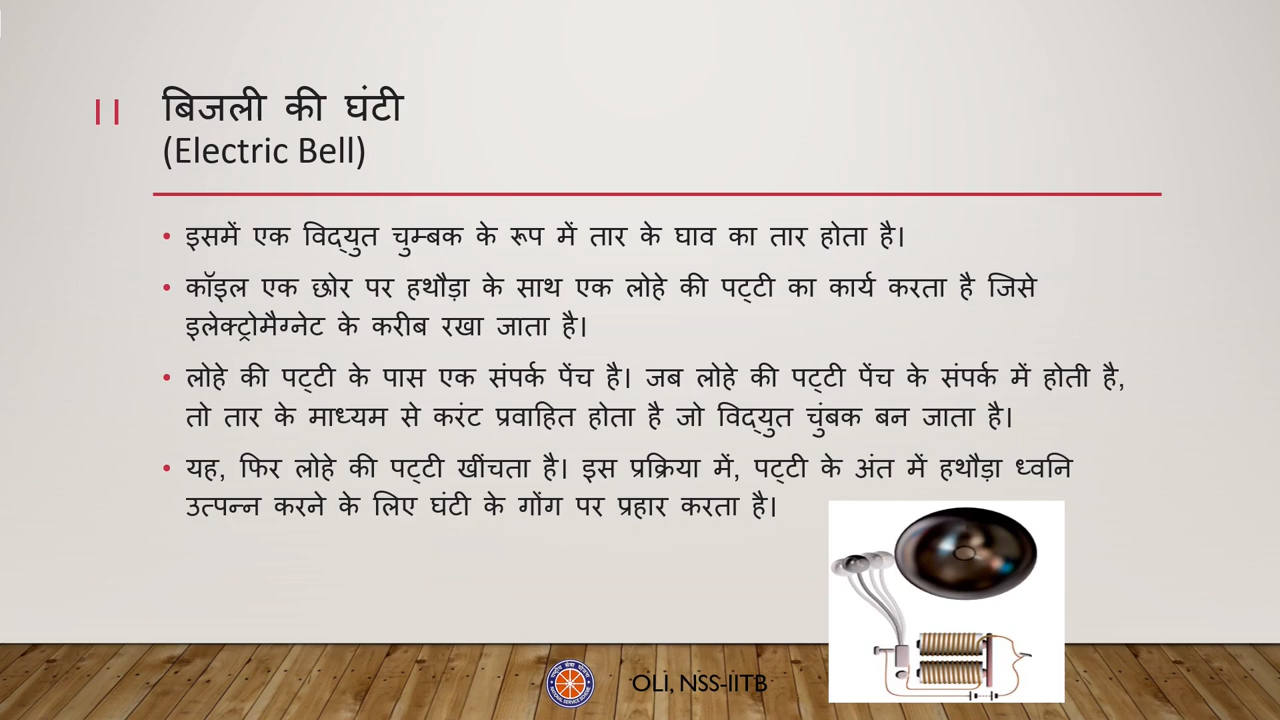 बिजली की घंटी
(Electric Bell)
इसमें एक विद्युत चुम्बक के रूप में तार के घाव का तार होता है।
कॉइल एक छोर पर हथौड़ा के साथ एक लोहे की पट्टी का कार्य करता है जिसे
इलेक्ट्रोमैग्नेट के करीब रखा जाता है।
लोहे की पट्टी के पास एक संपर्क पेंच है। जब लोहे की पट्टी पेंच के संपर्क में होती है,
तो तार के माध्यम से करंट प्रवाहित होता है जो विद्युत चुंबक बन जाता है।
यह, फिर लोहे की पट्टी खींचता है। इस प्रक्रिया में, पट्टी के अंत में हथौड़ा ध्वनि
उत्पन्न करने के लिए घंटी के गोंग पर प्रहार करता है।
OLI, NSS-IITB